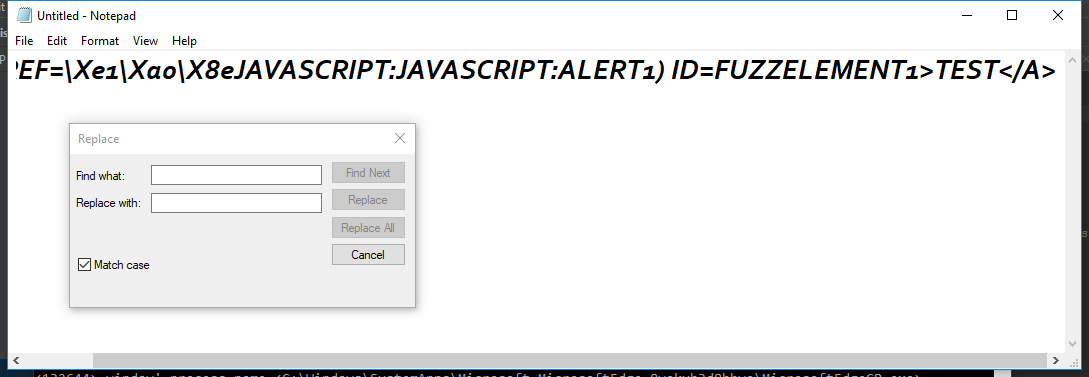 Untitled - Notepad
File Edit Format View Help
REF=\Xe1\Xa0\X8eJAVASCRIPT:JAVASCRIPT:ALERT1) ID=FUZZELEMENT1>TEST</A>
Replace
Find what:
Find Next
Replace with:
Replace
Replace All
Cancel
Match case